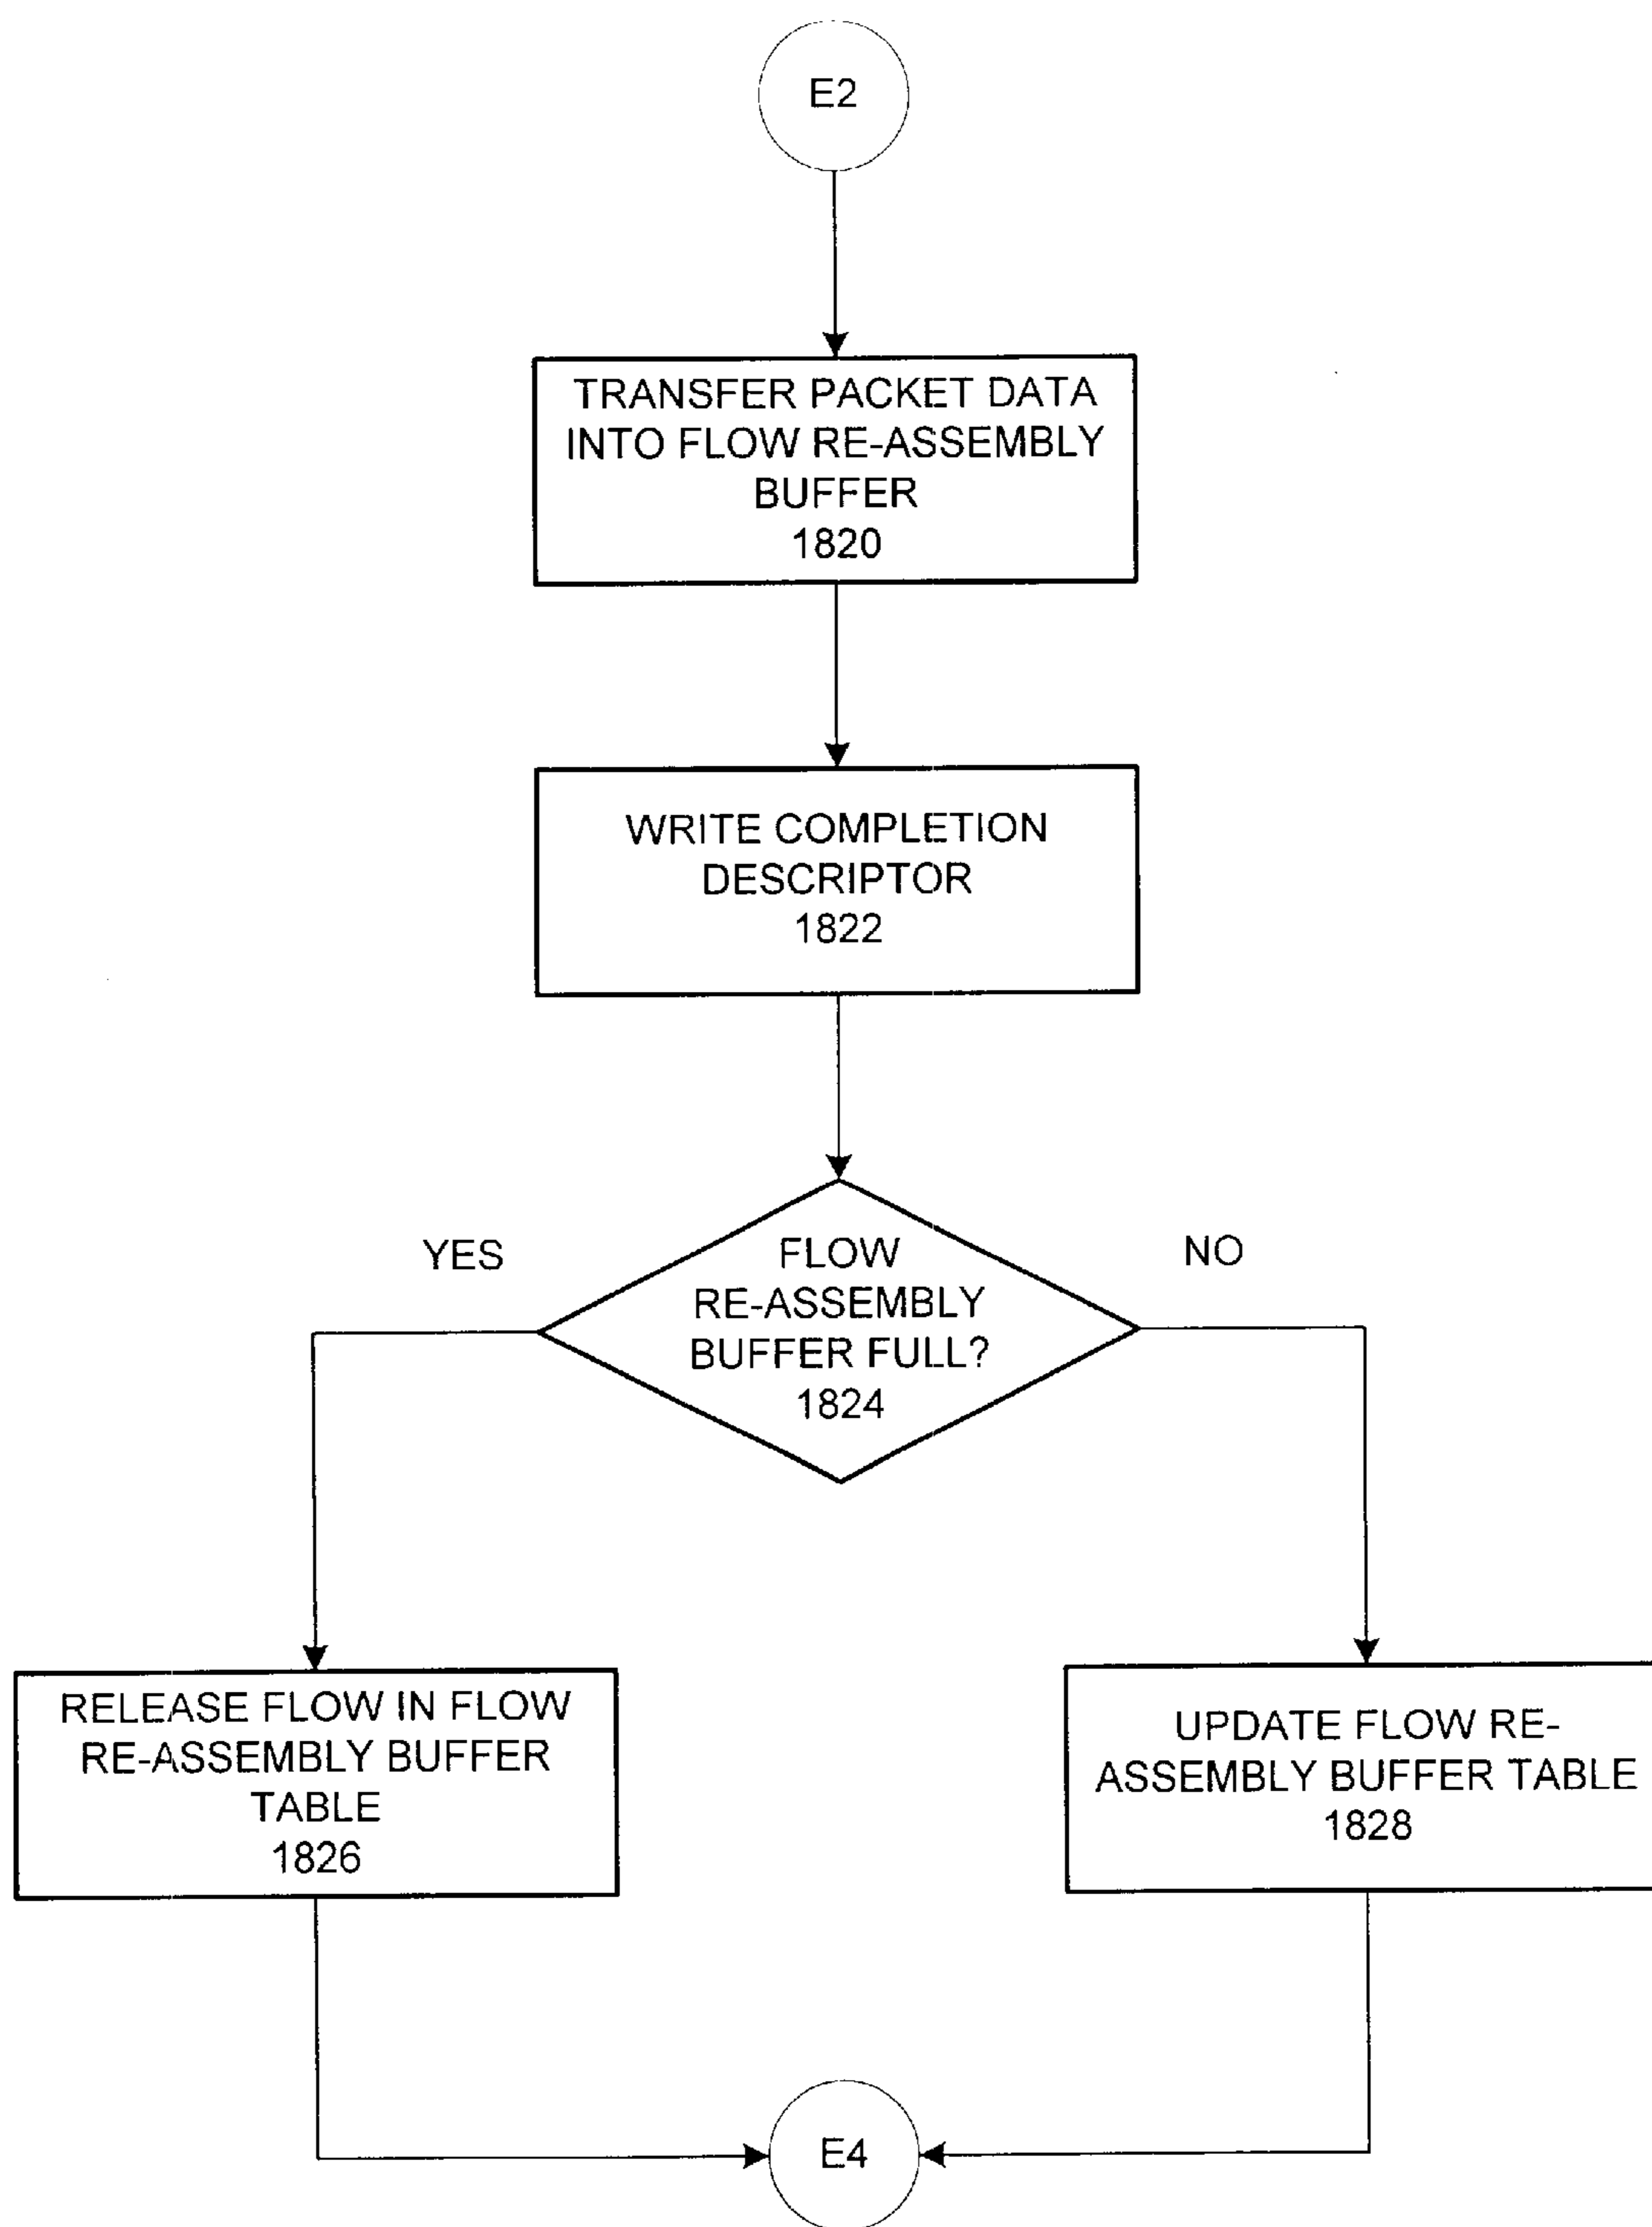 E2
TRANSFER PACKET DATA
INTO FLOW RE-ASSEMBLY
BUFFER
1820
WRITE COMPLETION
DESCRIPTOR
1822
YES
FLOW
RE-ASSEMBLY
BUFFER FULL?
1824
NO
RELEASE FLOW IN FLOW
RE-ASSEMBLY BUFFER
TABLE
1826
UPDATE FLOW RE-
ASSEMBLY BUFFER TABLE
1828
E4